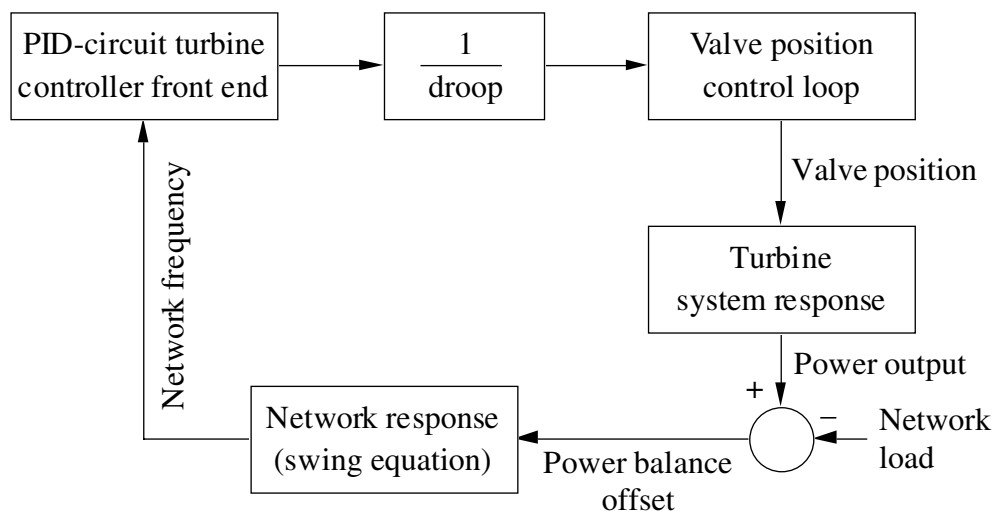 PID-circuit turbine
controller front end
1
droop
Valve position
control loop
Valve position
Turbine
system response
Power output
+
−
Network
load
Power balance
offset
Network response
(swing equation)
Network frequency